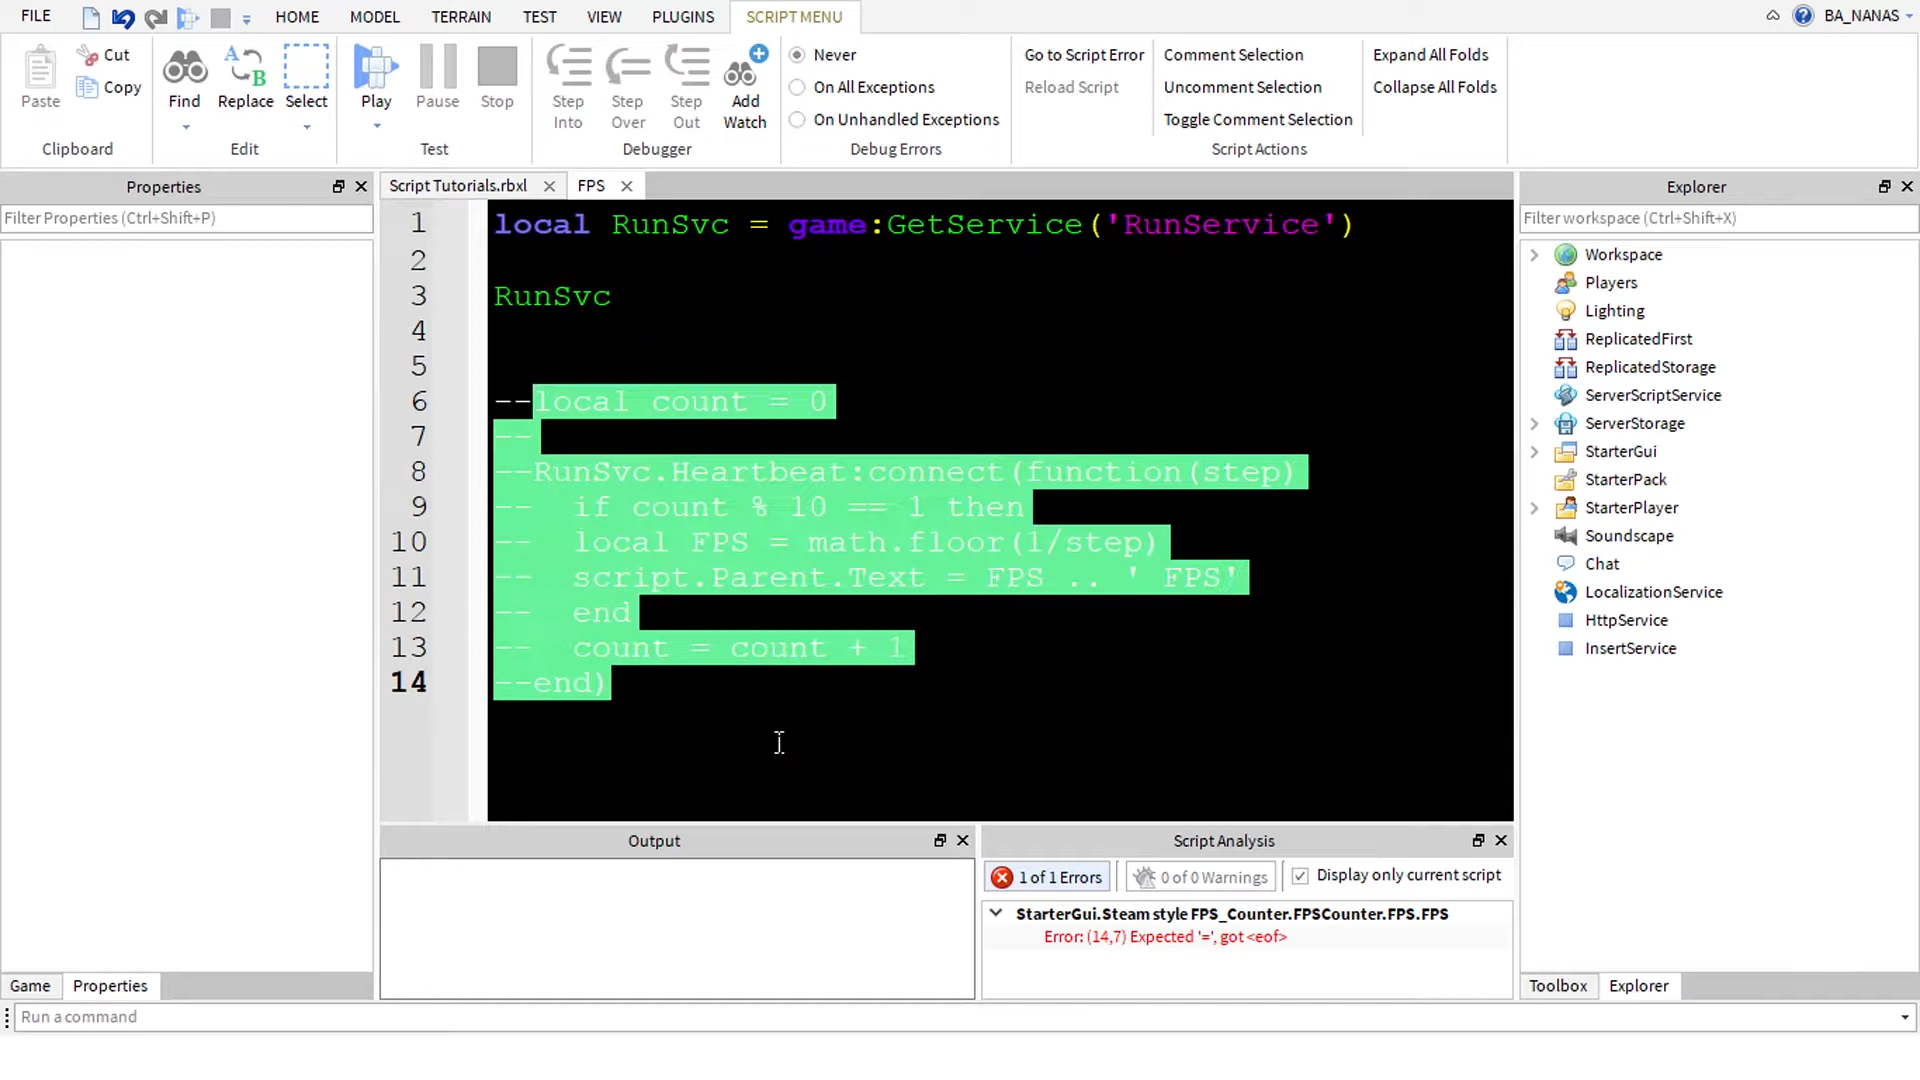 FILE
HOME MODEL TERRAIN TEST VIEW PLUGINS SCRIPT MENU
BA_NANAS
Paste
Cut
Copy
Clipboard
Find
Replace
Select
Edit
Play
Pause
Stop
Test
Step Into
Step Over
Step Out
Add Watch
Debugger
Never
On All Exceptions
On Unhandled Exceptions
Debug Errors
Go to Script Error
Reload Script
Comment Selection
Uncomment Selection
Toggle Comment Selection
Script Actions
Expand All Folds
Collapse All Folds
Properties
Filter Properties (Ctrl+Shift+P)
Script Tutorials.rbxl
FPS
1 local RunSvc = game:GetService('RunService')
2
3 RunSvc
4
5
6 --local count = 0
7 --
8 --RunSvc.Heartbeat:connect(function(step)
9 -- if count % 10 == 1 then
10 -- local FPS = math.floor(1/step)
11 -- script.Parent.Text = FPS .. ' FPS'
12 -- end
13 -- count = count + 1
14 --end)
Explorer
Filter workspace (Ctrl+Shift+X)
Workspace
Players
Lighting
ReplicatedFirst
ReplicatedStorage
ServerScriptService
ServerStorage
StarterGui
StarterPack
StarterPlayer
Soundscape
Chat
LocalizationService
HttpService
InsertService
Output
Script Analysis
1 of 1 Errors
0 of 0 Warnings
Display only current script
StarterGui.Steam style FPS_Counter.FPSCounter.FPS.FPS
Error: (14,7) Expected '=', got <eof>
Game
Properties
Toolbox
Explorer
Run a command